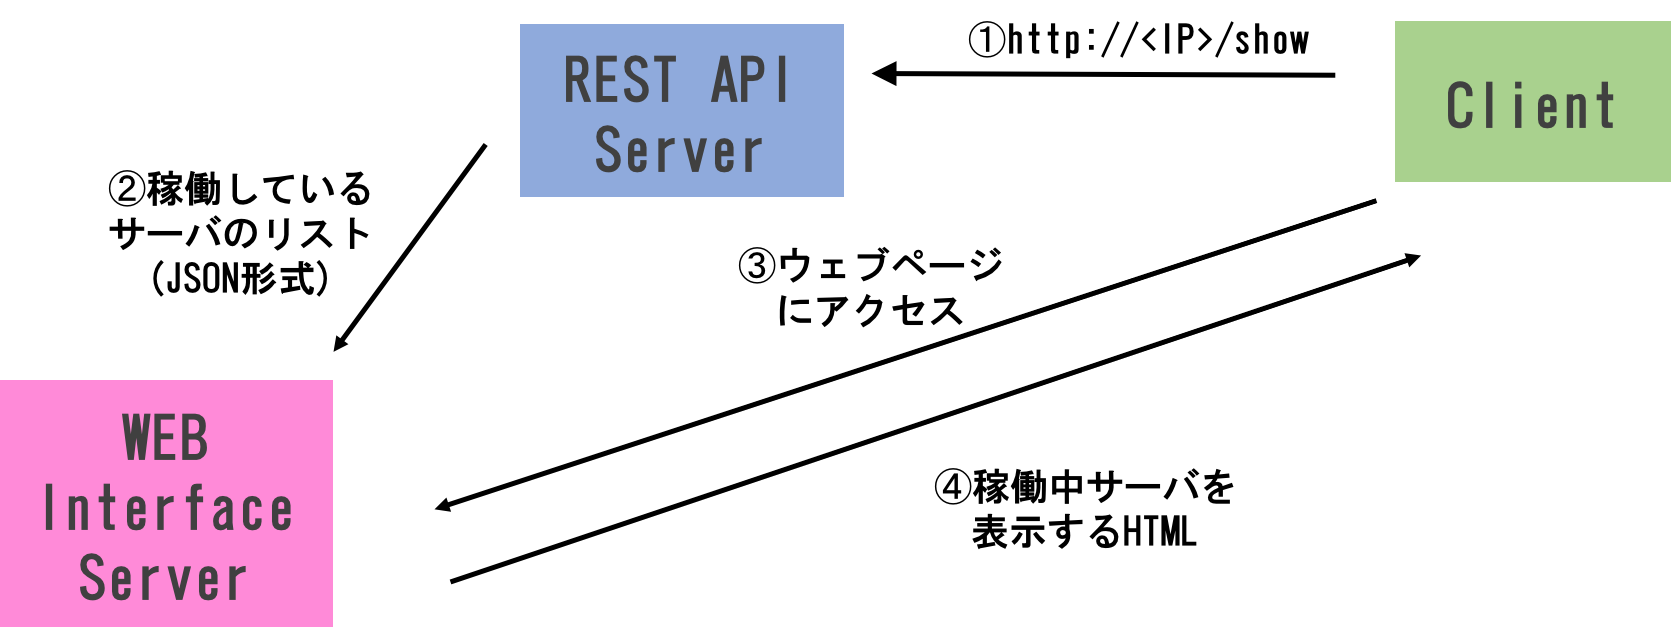 ①http://<IP>/show
REST API
Server
Client
②稼働している
サーバのリスト
(JSON形式)
③ウェブページ
にアクセス
WEB
Interface
Server
④稼働中サーバを
表示するHTML